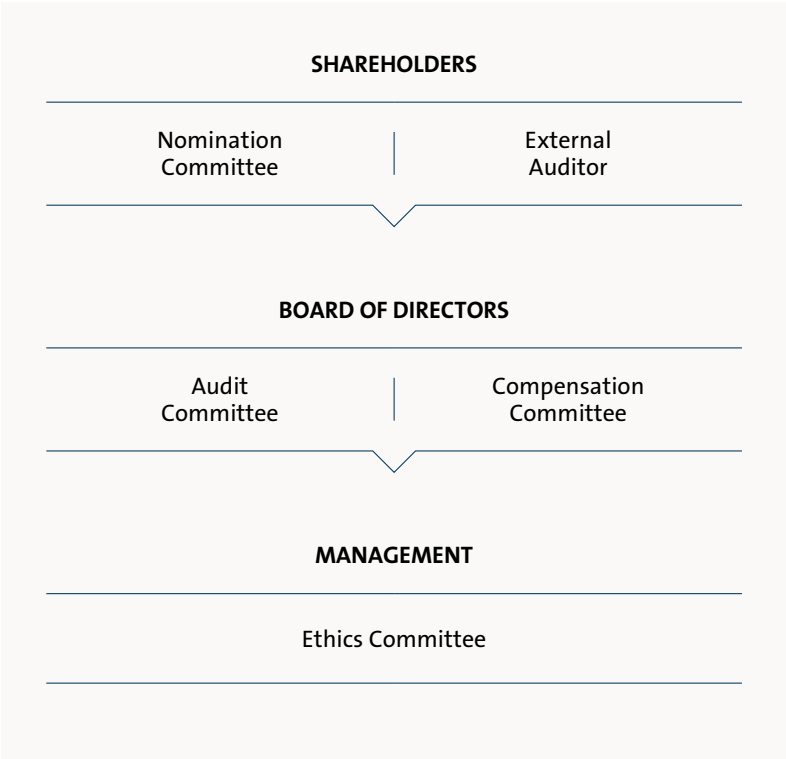 SHAREHOLDERS
Nomination
Committee
External
Auditor
BOARD OF DIRECTORS
Audit
Committee
Compensation
Committee
MANAGEMENT
Ethics Committee